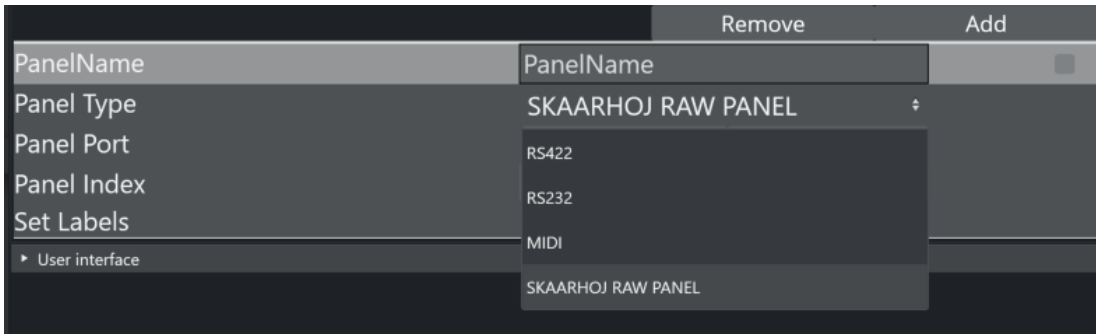 Remove Add
PanelName PanelName
Panel Type SKAARHOJ RAW PANEL
Panel Port
RS422
Panel Index
RS232
Set Labels
MIDI
User interface
SKAARHOJ RAW PANEL